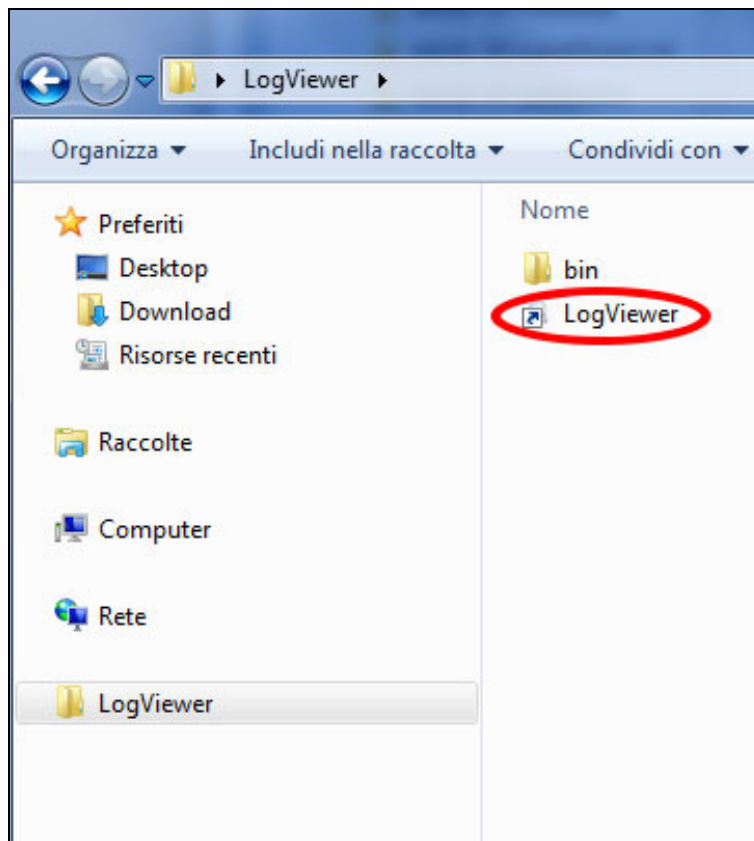 LogViewer
Organizza Includi nella raccolta Condividi con
Preferiti
Desktop
Download
Risorse recenti
Raccolte
Computer
Rete
LogViewer
Nome
bin
LogViewer